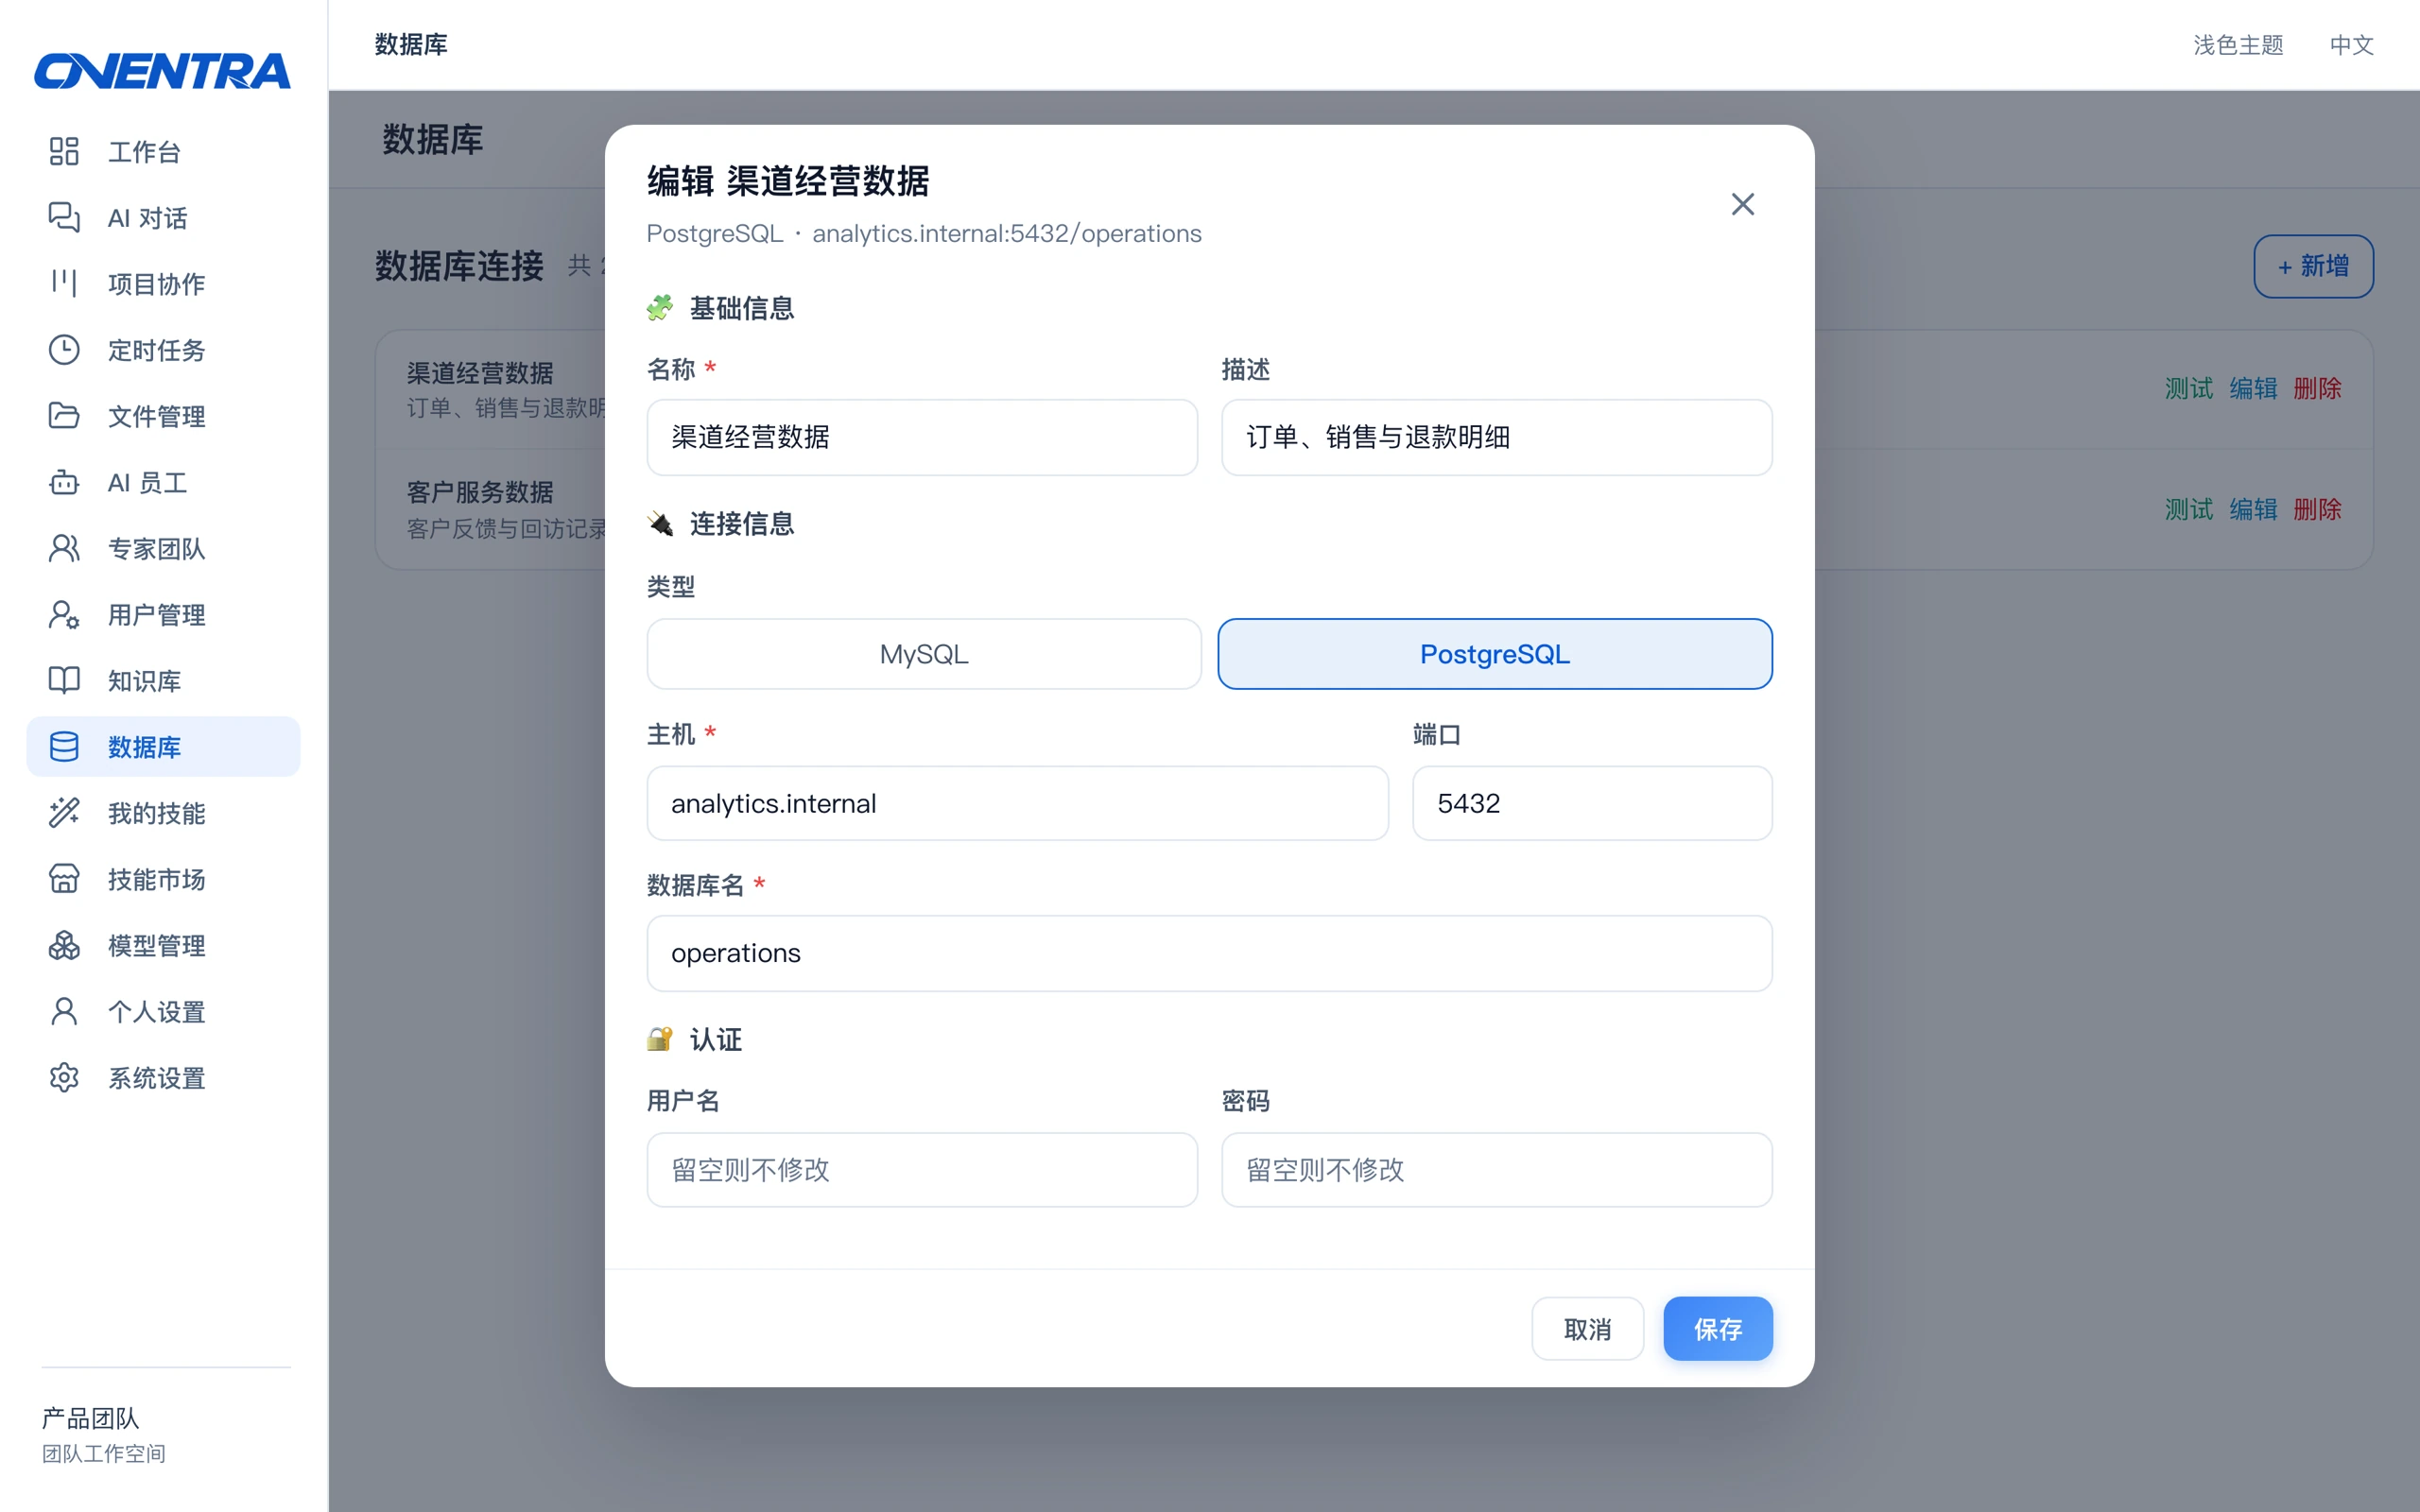 ONENTRA
工作台
AI 对话
项目协作
定时任务
文件管理
AI 员工
专家团队
用户管理
知识库
数据库
我的技能
技能市场
模型管理
个人设置
系统设置
产品团队
团队工作空间
数据库
浅色主题
中文
数据库
数据库连接 共
+ 新增
渠道经营数据
订单、销售与退款明
测试 编辑 删除
客户服务数据
客户反馈与回访记录
测试 编辑 删除
编辑 渠道经营数据
PostgreSQL · analytics.internal:5432/operations
基础信息
名称 *
描述
渠道经营数据
订单、销售与退款明细
连接信息
类型
MySQL
PostgreSQL
主机 *
端口
analytics.internal
5432
数据库名 *
operations
认证
用户名
密码
留空则不修改
留空则不修改
取消
保存